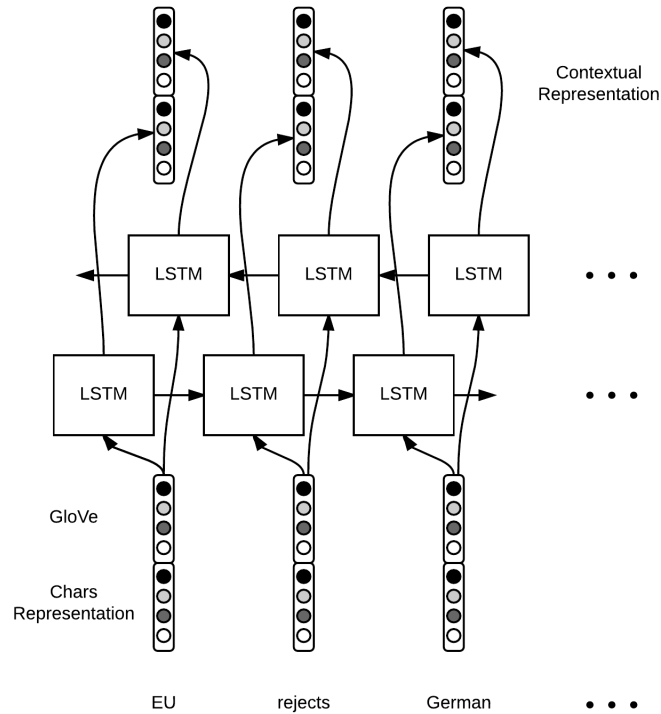 Contextual
Representation
LSTM LSTM LSTM
LSTM LSTM LSTM
GloVe
Chars
Representation
EU rejects German